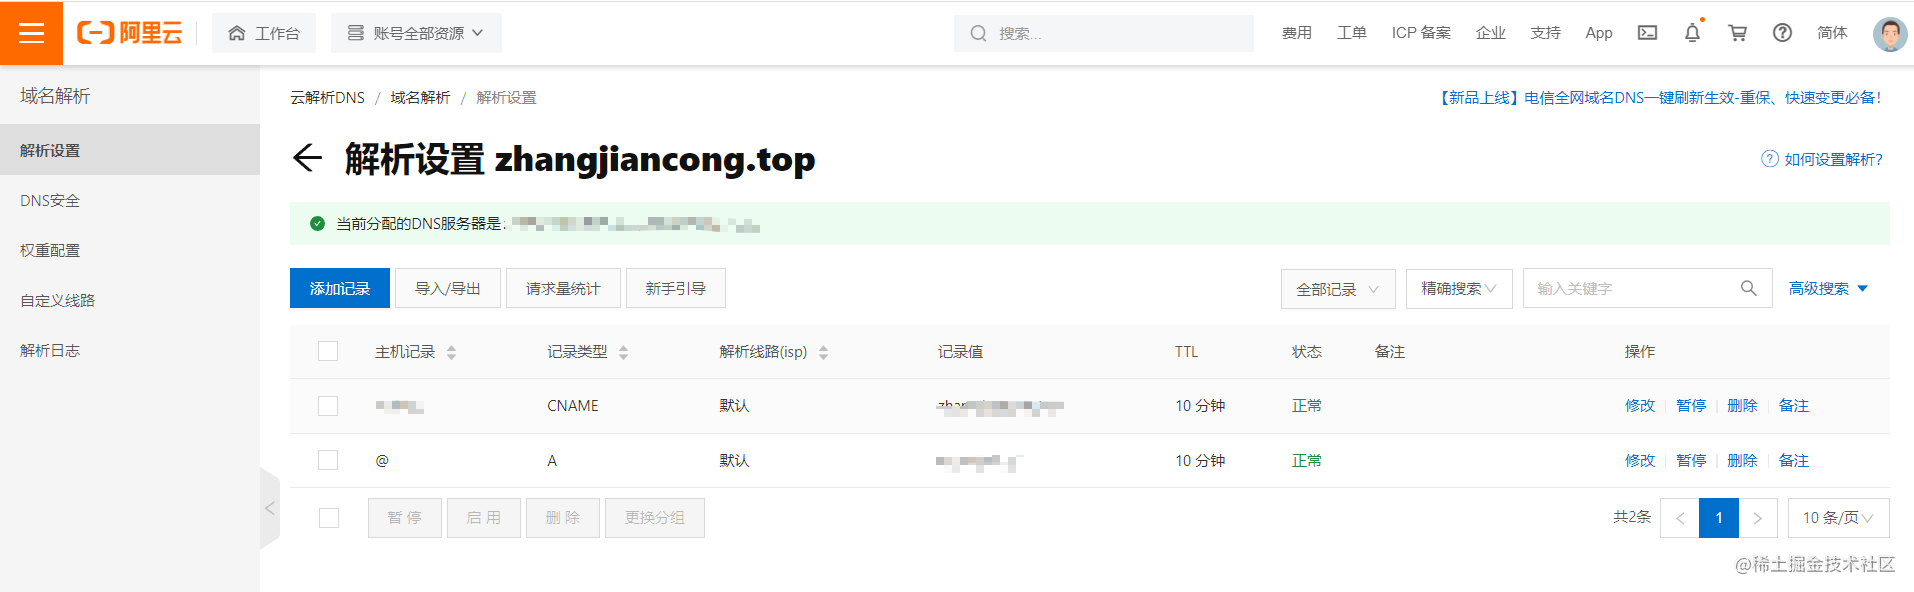 阿里云 工作台 账号全部资源 搜索... 费用 工单 ICP 备案 企业 支持 App 简体
域名解析
解析设置
DNS安全
权重配置
自定义线路
解析日志
云解析DNS / 域名解析 / 解析设置
【新品上线】电信全网域名DNS一键刷新生效-重保、快速变更必备!
解析设置 zhangjiancong.top
如何设置解析?
当前分配的DNS服务器是:
添加记录 导入/导出 请求量统计 新手引导 全部记录 精确搜索 输入关键字 高级搜索
主机记录 记录类型 解析线路(isp) 记录值 TTL 状态 备注 操作
CNAME 默认 10 分钟 正常 修改 暂停 删除 备注
@ A 默认 10 分钟 正常 修改 暂停 删除 备注
暂 停 启 用 删 除 更换分组 共2条 < 1 > 10 条/页
@稀土掘金技术社区